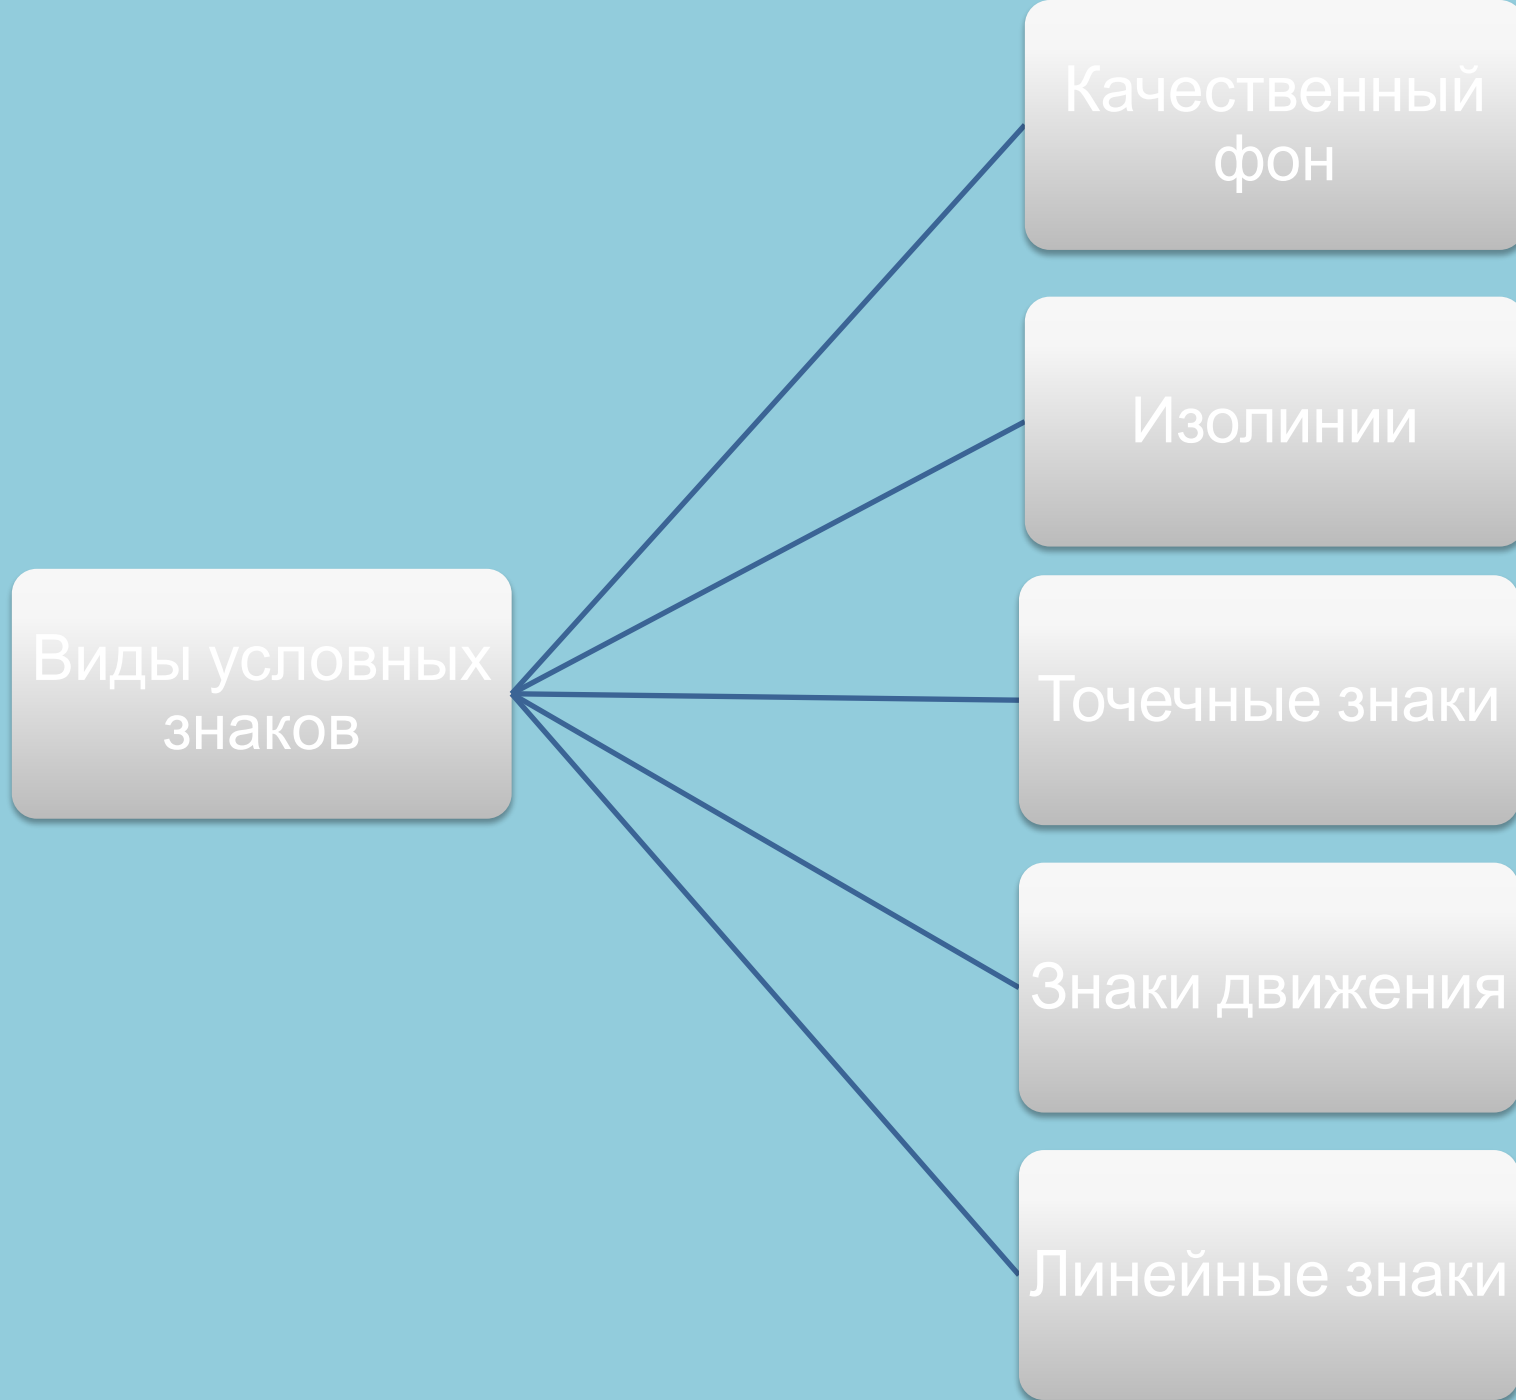 Виды условных
знаков
Качественный
фон
Изолинии
Точечные знаки
Знаки движения
Линейные знаки